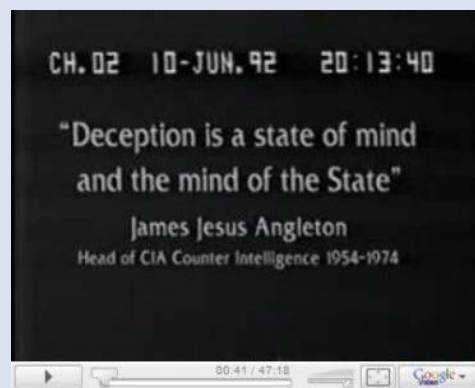 CH.02 10-JUN.92 20:13:40
“Deception is a state of mind
and the mind of the State”
James Jesus Angleton
Head of CIA Counter Intelligence 1954-1974
00:41 / 47:18
Google
Video